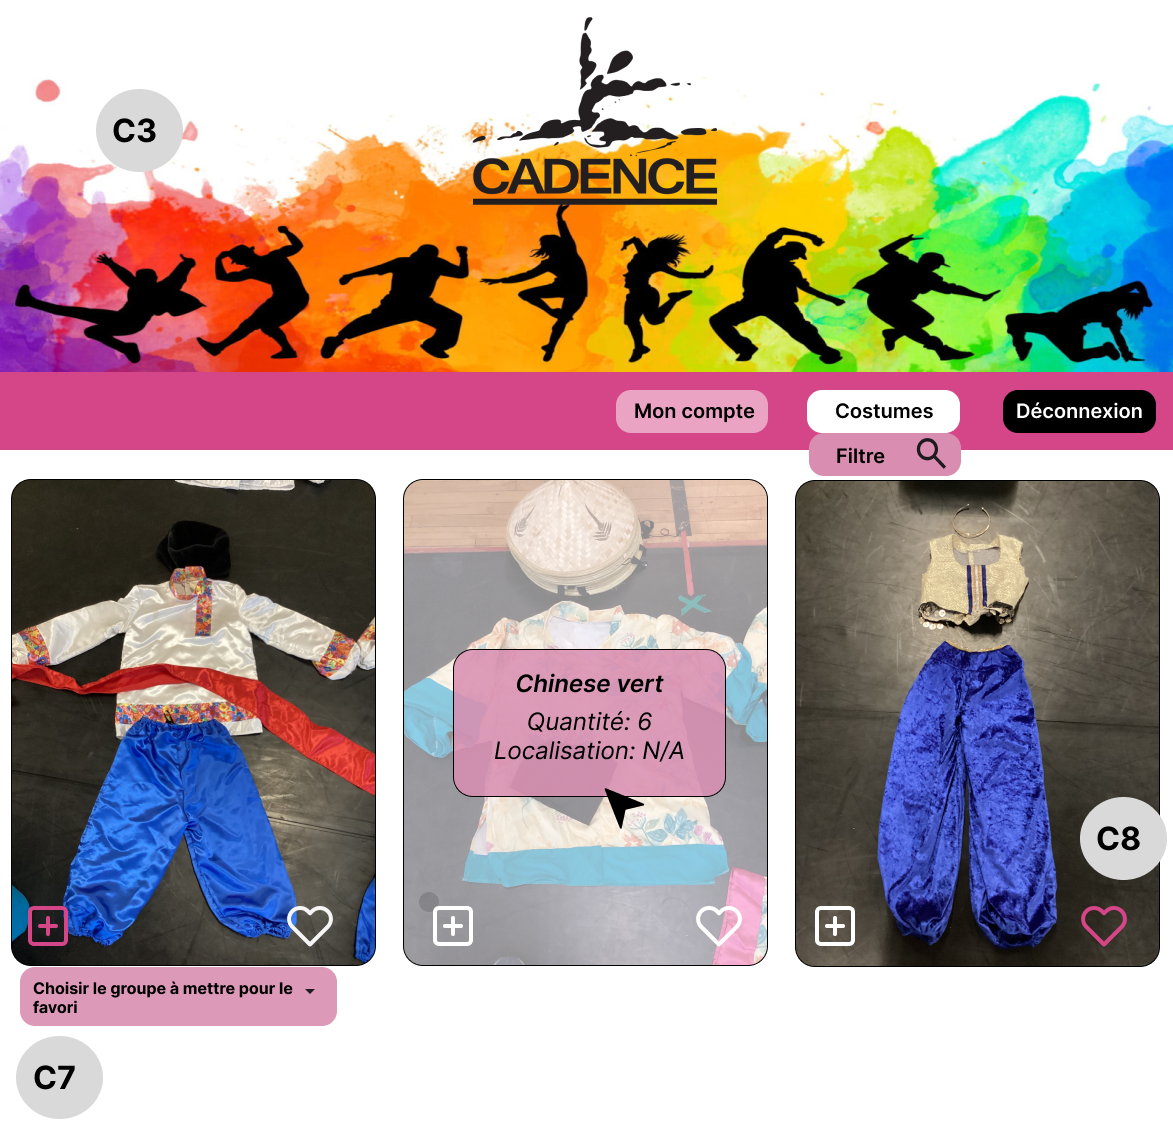 C3
CADENCE
Mon compte
Costumes
Déconnexion
Filtre
Chinese vert
Quantité: 6
Localisation: N/A
C8
Choisir le groupe à mettre pour le
favori
C7